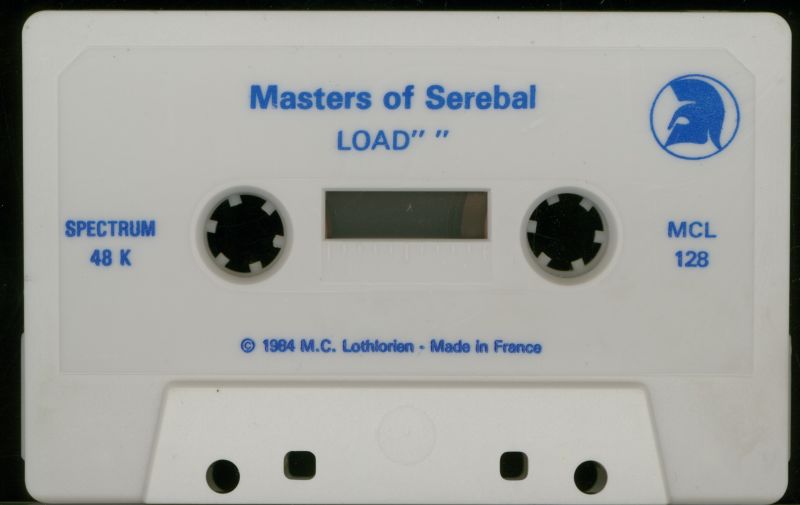 Masters of Serebal
LOAD” ”
SPECTRUM
48 K
MCL
128
© 1984 M.C. Lothlorien - Made in France